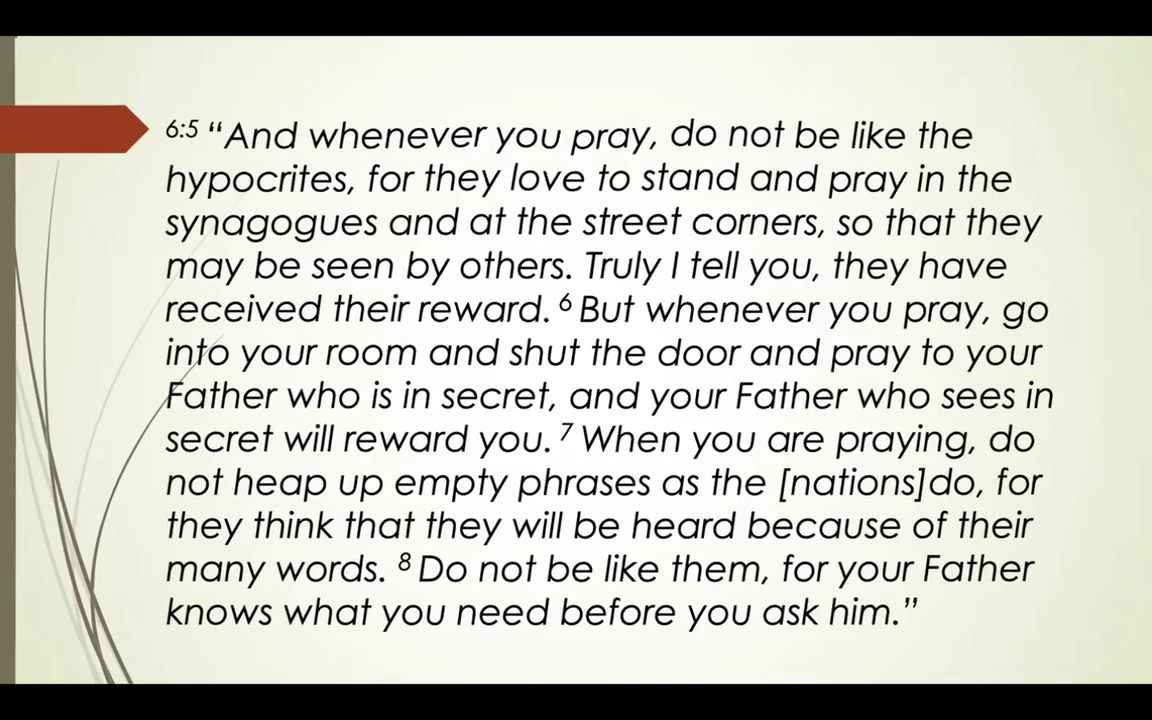 6:5 “And whenever you pray, do not be like the
hypocrites, for they love to stand and pray in the
synagogues and at the street corners, so that they
may be seen by others. Truly I tell you, they have
received their reward. 6 But whenever you pray, go
into your room and shut the door and pray to your
Father who is in secret, and your Father who sees in
secret will reward you. 7 When you are praying, do
not heap up empty phrases as the [nations]do, for
they think that they will be heard because of their
many words. 8 Do not be like them, for your Father
knows what you need before you ask him.”